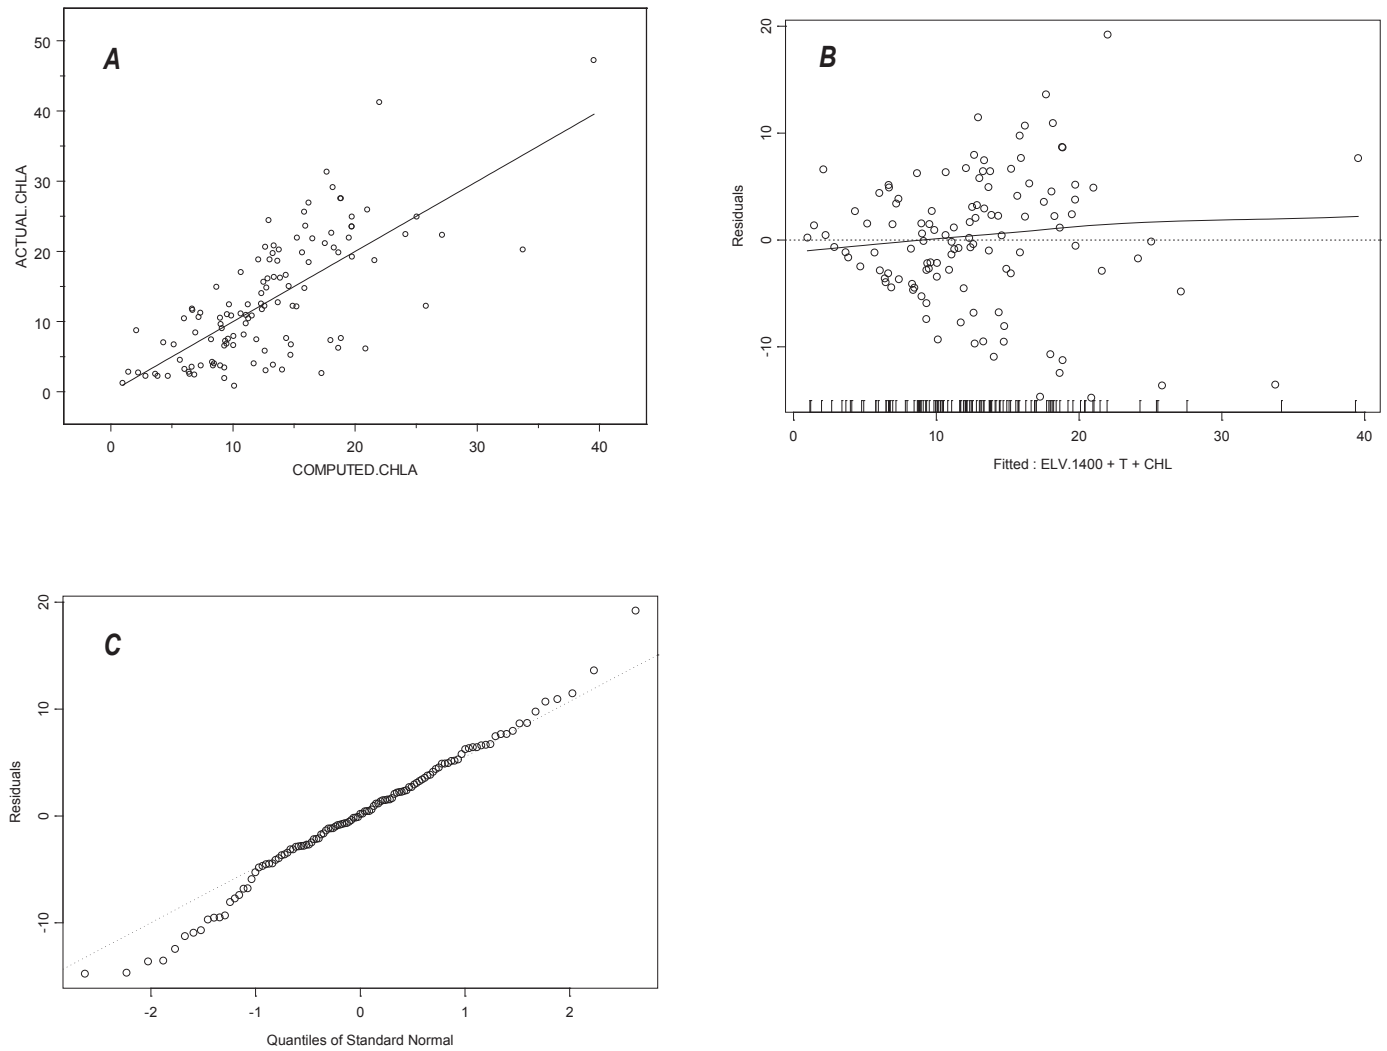 A
ACTUAL.CHLA
50
40
30
20
10
0
0 10 20 30 40
COMPUTED.CHLA
B
Residuals
20
10
0
-10
0 10 20 30 40
Fitted : ELV.1400 + T + CHL
C
Residuals
20
10
0
-10
-2 -1 0 1 2
Quantiles of Standard Normal